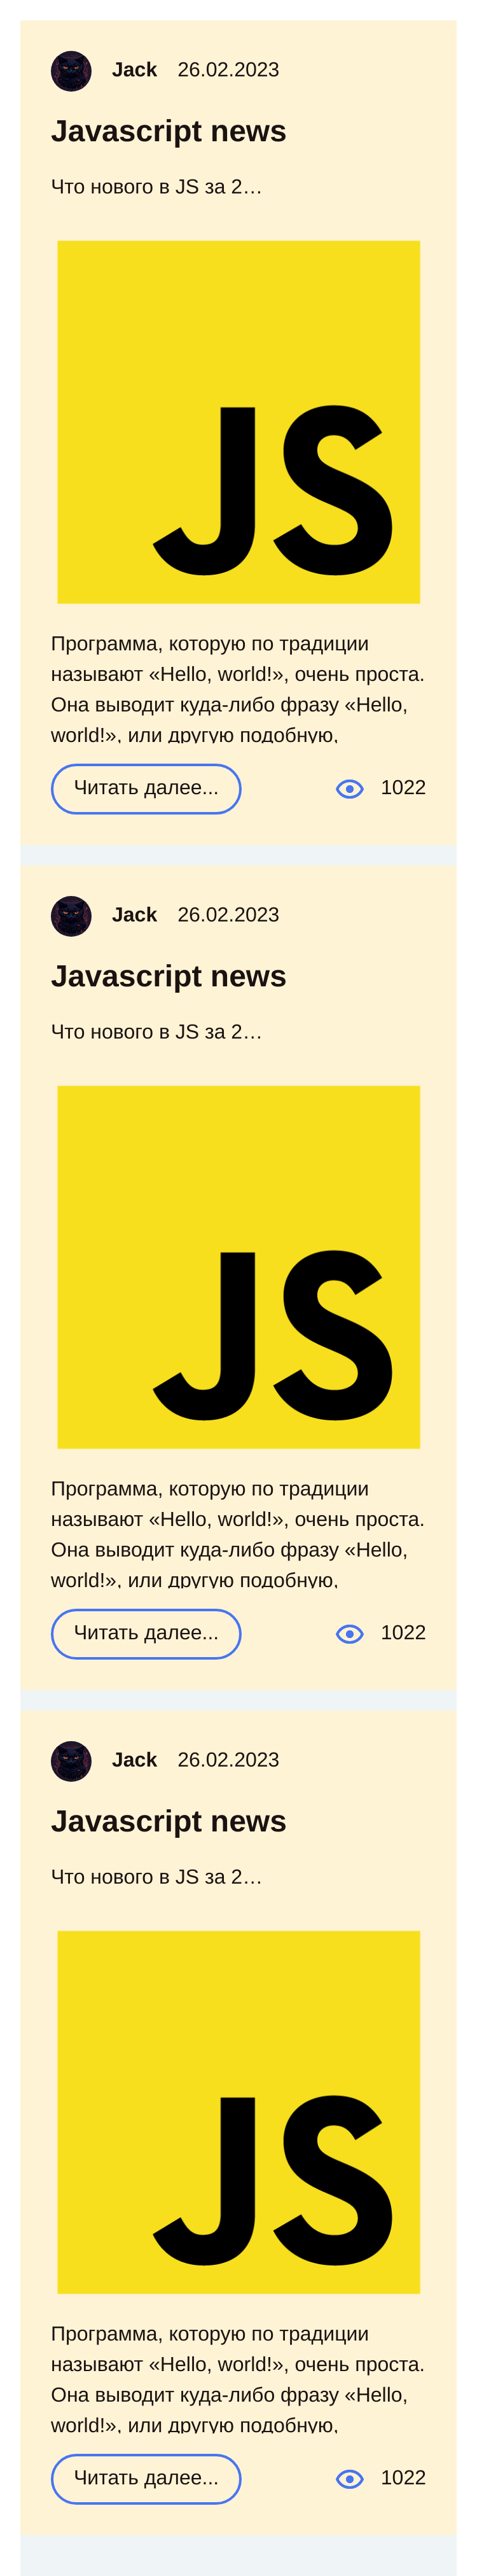 Jack 26.02.2023
Javascript news
Что нового в JS за 2…
JS
Программа, которую по традиции
называют «Hello, world!», очень проста.
Она выводит куда-либо фразу «Hello,
world!», или другую подобную,
Читать далее... 1022
Jack 26.02.2023
Javascript news
Что нового в JS за 2…
JS
Программа, которую по традиции
называют «Hello, world!», очень проста.
Она выводит куда-либо фразу «Hello,
world!», или другую подобную,
Читать далее... 1022
Jack 26.02.2023
Javascript news
Что нового в JS за 2…
JS
Программа, которую по традиции
называют «Hello, world!», очень проста.
Она выводит куда-либо фразу «Hello,
world!», или другую подобную,
Читать далее... 1022